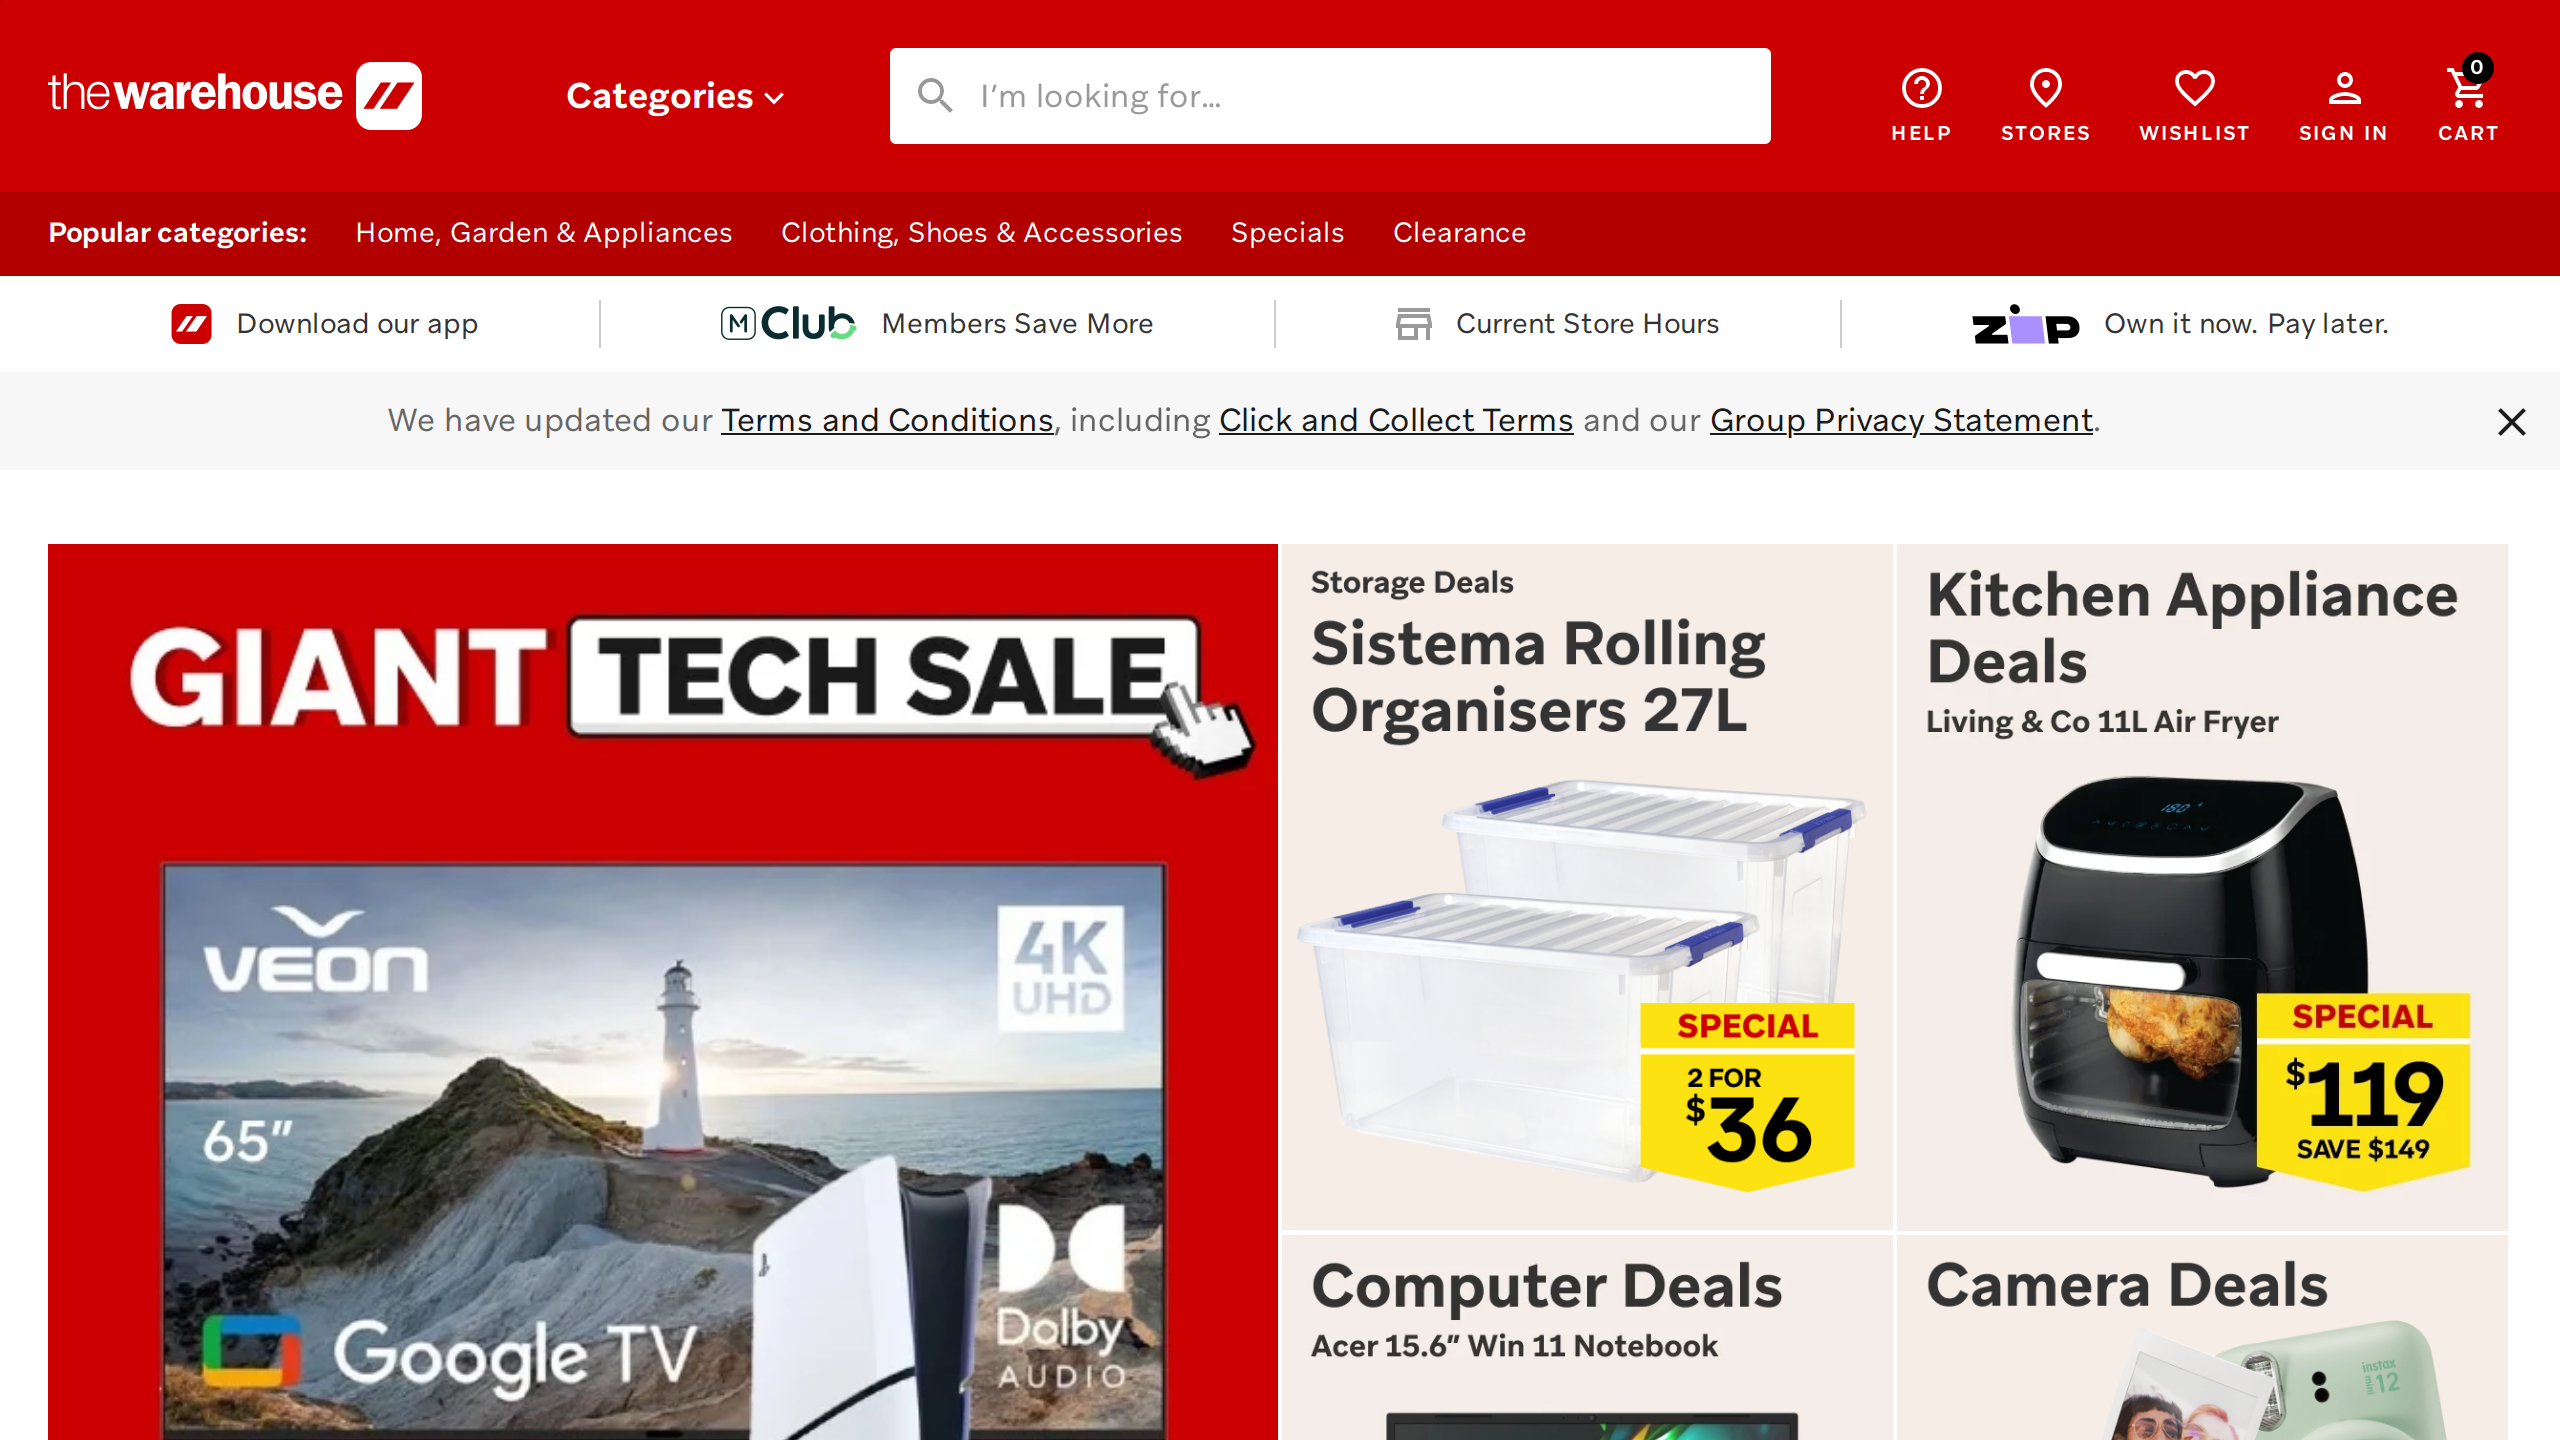 thewarehouse
Categories
I'm looking for...
HELP
STORES
WISHLIST
SIGN IN
0
CART
Popular categories:
Home, Garden & Appliances
Clothing, Shoes & Accessories
Specials
Clearance
Download our app
M Club
Members Save More
Current Store Hours
zip
Own it now. Pay later.
We have updated our Terms and Conditions, including Click and Collect Terms and our Group Privacy Statement.
GIANT TECH SALE
VEON
4K
UHD
65”
Google TV
Dolby
AUDIO
Storage Deals
Sistema Rolling
Organisers 27L
SPECIAL
2 FOR
$36
Kitchen Appliance
Deals
Living & Co 11L Air Fryer
180
SPECIAL
$119
SAVE $149
Computer Deals
Acer 15.6” Win 11 Notebook
Camera Deals
instax
mini 12